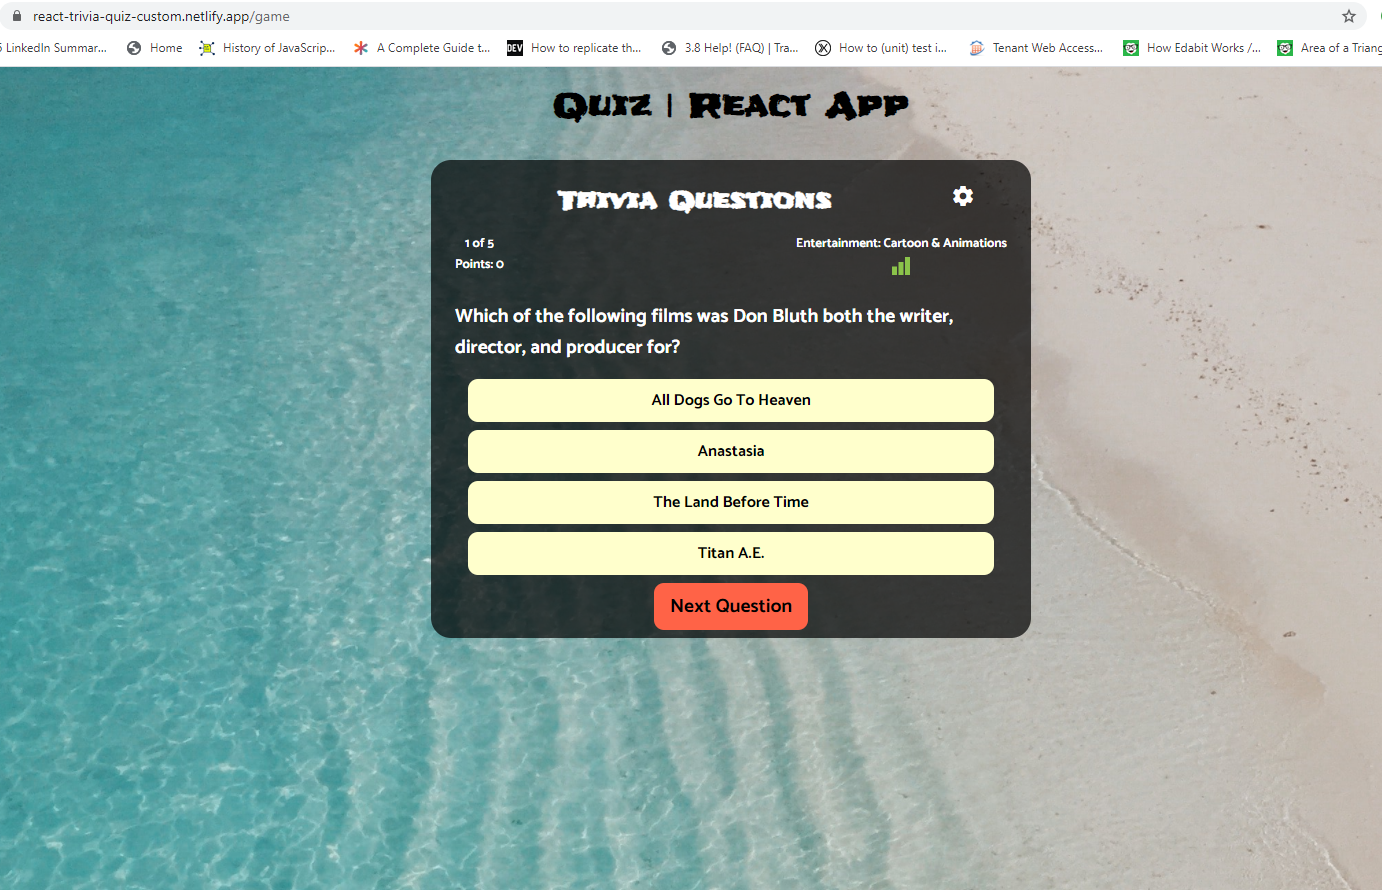 react-trivia-quiz-custom.netlify.app/game
LinkedIn Summar... Home History of JavaScrip... A Complete Guide t... DEV How to replicate th... 3.8 Help! (FAQ) | Tra... How to (unit) test i... Tenant Web Access... How Edabit Works /... Area of a Triang
Quiz | React App
Trivia Questions
1 of 5
Entertainment: Cartoon & Animations
Points: 0
Which of the following films was Don Bluth both the writer,
director, and producer for?
All Dogs Go To Heaven
Anastasia
The Land Before Time
Titan A.E.
Next Question